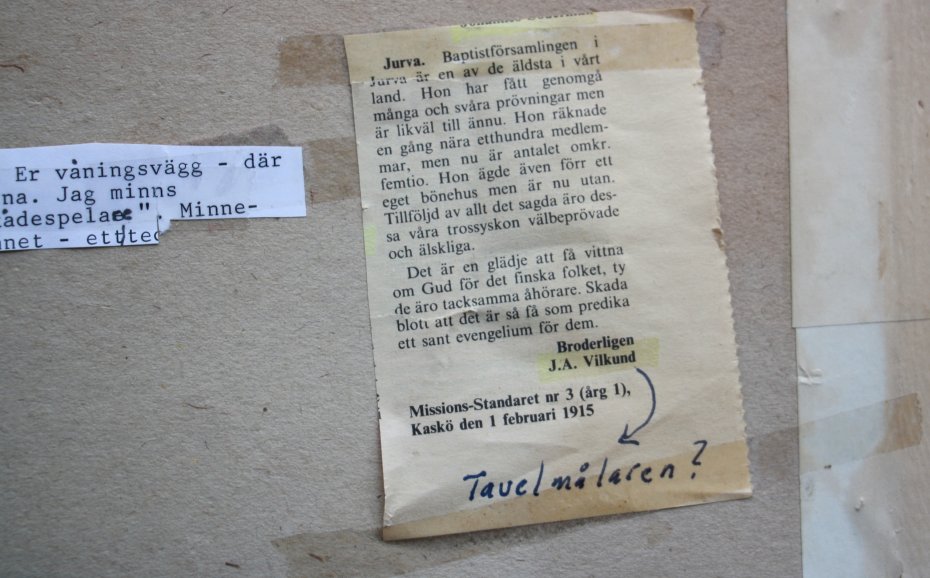 Er våningsvägg - där
na. Jag minns
ådespelare". Minne-
net - ett
Jurva. Baptistförsamlingen i
Jurva är en av de äldsta i vårt
land. Hon har fått genomgå
många och svåra prövningar men
är likväl till ännu. Hon räknade
en gång nära etthundra medlem-
mar, men nu är antalet omkr.
femtio. Hon ägde även förr ett
eget bönehus men är nu utan.
Tillföljd av allt det sagda äro des-
sa våra trossyskon välbeprövade
och älskliga.
Det är en glädje att få vittna
om Gud för det finska folket, ty
de äro tacksamma åhörare. Skada
blott att det är så få som predika
ett sant evengelium för dem.
Broderligen
J.A. Vilkund
Missions-Standaret nr 3 (årg 1),
Kaskö den 1 februari 1915
Tavelmålaren?